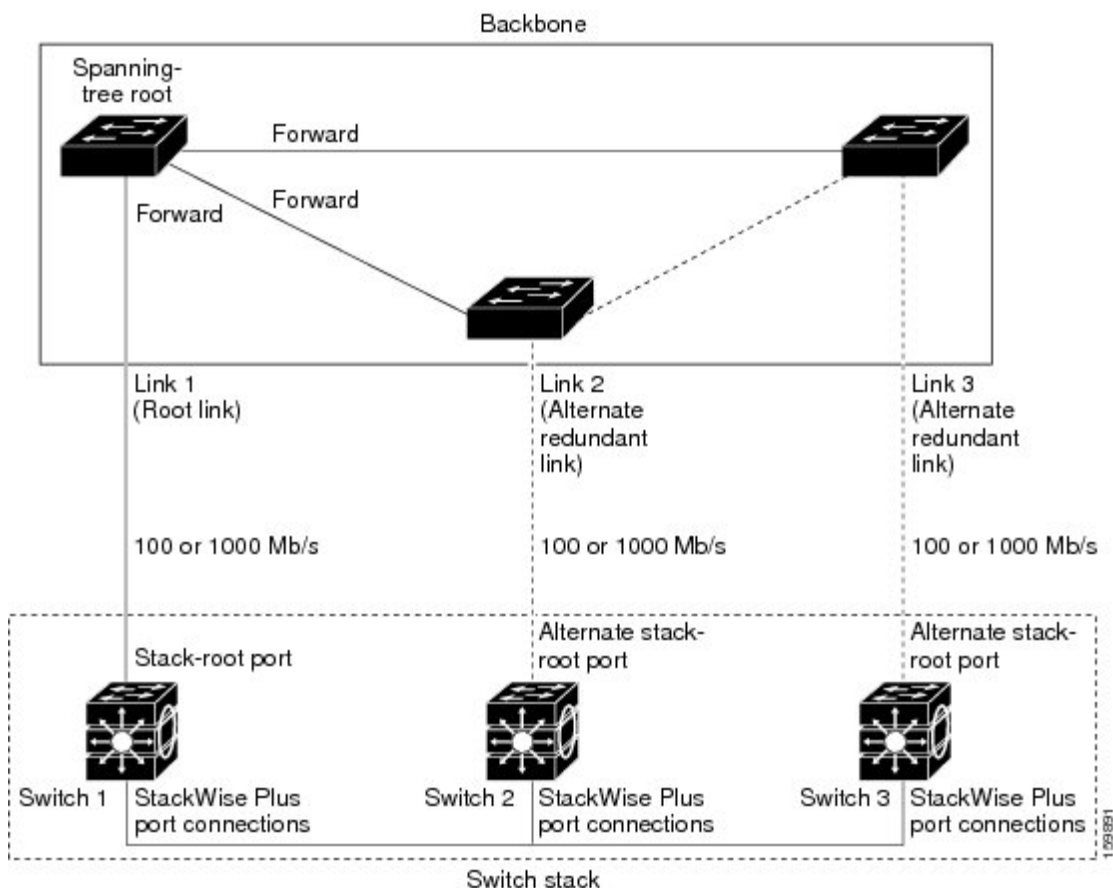 Backbone
Spanning-
tree root
Forward
Forward
Forward
Link 1
(Root link)
Link 2
(Alternate
redundant
link)
Link 3
(Alternate
redundant
link)
100 or 1000 Mb/s
100 or 1000 Mb/s
100 or 1000 Mb/s
Stack-root port
Alternate stack-
root port
Alternate stack-
root port
Switch 1
StackWise Plus
port connections
Switch 2
StackWise Plus
port connections
Switch 3
StackWise Plus
port connections
Switch stack
159891